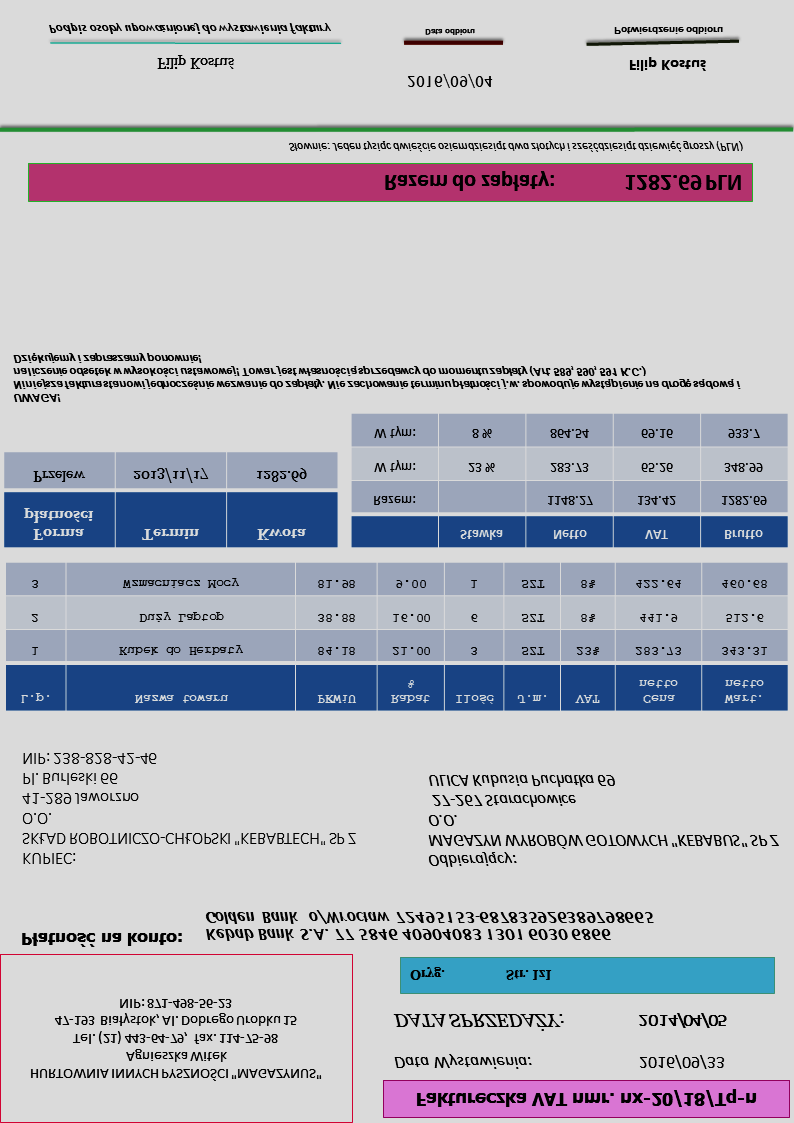 Faktureczka VAT nmr. nx-20/18/Tq-n
Data Wystawienia: 2016/09/33
DATA SPRZEDAŻY: 2014/04/05
Oryg. Str. 1z1
HURTOWNIA INNYCH PYSZNOŚCI "MAGAZYNUS"
Agnieszka Witek
Tel. (21) 443-64-79, fax. 114-75-98
47-193 Białystok, Al. Dobrego Urobku 15
NIP: 871-498-56-23
Płatność na konto:
Kebab Bank S.A. 77 5846 40904083 1301 6030 6866
Golden Bank o/Wrocław 72495153-687835926389798665
KUPIEC:
SKŁAD ROBOTNICZO-CHŁOPSKI "KEBABTECH" SP Z
O.O.
41-289 Jaworzno
Pl. Burleski 66
NIP: 238-828-42-46
Odbierający:
MAGAZYN WYROBÓW GOTOWYCH "KEBABUS" SP Z
O.O.
27-267 Starachowice
ULICA Kubusia Puchatka 69
L.p. Nazwa towaru PKWiU Rabat % Ilość J.m. VAT Cena netto Wart. netto
1 Kubek do Herbaty 84.18 21.00 3 SZT 23% 283.73 343.31
2 Duży Laptop 38.88 16.00 6 SZT 8% 441.9 512.6
3 Wzmacniacz Mocy 81.98 9.00 1 SZT 8% 422.64 460.68
Forma płatności Termin Kwota
Przelew 2013/11/17 1282.69
Stawka Netto VAT Brutto
Razem: 1148.27 134.42 1282.69
W tym: 23 % 283.73 65.26 348.99
W tym: 8 % 864.54 69.16 933.7
UWAGA!
Niniejsza faktura stanowi jednocześnie wezwanie do zapłaty. Nie zachowanie terminu płatności j.w. spowoduje wystąpienie na drogę sądową i
naliczenie odsetek w wysokości ustawowej! Towar jest własnością sprzedawcy do momentu zapłaty (Art 589, 590, 591 K.C.)
Dziękujemy i zapraszamy ponownie!
Razem do zapłaty: 1282.69 PLN
Słownie: Jeden tysiąc dwieście osiemdziesiąt dwa złotych i sześćdziesiąt dziewięć groszy (PLN)
Filip Kostuś
Podpis osoby upoważnionej do wystawienia faktury
2016/09/04
Data odbioru
Filip Kostuś
Potwierdzenie odbioru